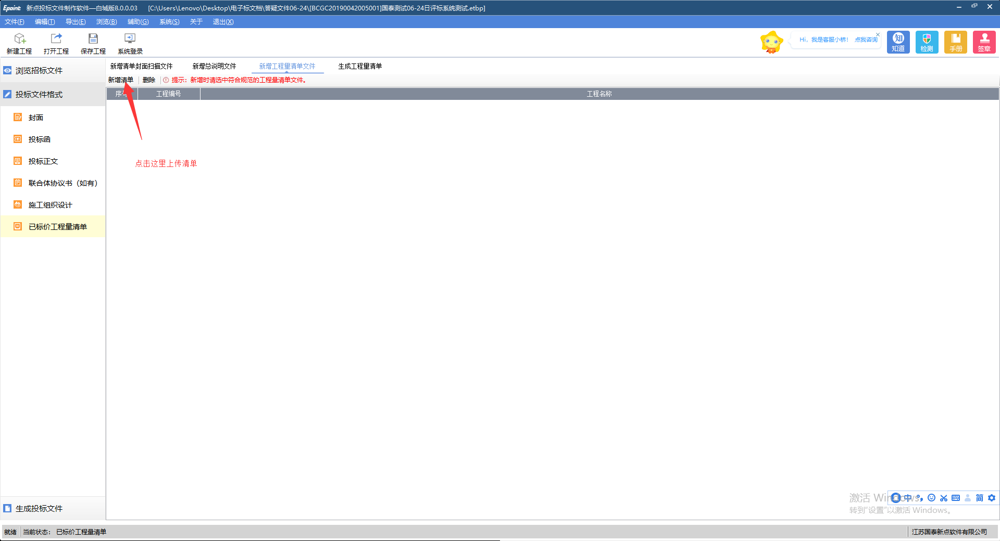 Epoint 新点投标文件制作软件—白城版8.0.0.03 [C:\Users\Lenovo\Desktop\电子标文档\答疑文件06-24\[BCGC20190042005001]国泰测试06-24日评标系统测试.etbp]
文件(F) 编辑(T) 导出(E) 浏览(B) 辅助(G) 系统(S) 关于 退出(X)
新建工程 打开工程 保存工程 系统登录
Hi，我是客服小桥！ 点我咨询
知 知道 检测 手册 签章
浏览招标文件
投标文件格式
封面
投标函
投标正文
联合体协议书（如有）
施工组织设计
已标价工程量清单
生成投标文件
新增清单封面扫描文件 新增总说明文件 新增工程量清单文件 生成工程量清单
新增清单 删除 提示：新增时请选中符合规范的工程量清单文件。
序号 工程编号 工程名称
点击这里上传清单
激活 Windows
转到“设置”以激活 Windows。
中 简
就绪 当前状态： 已标价工程量清单 江苏国泰新点软件有限公司